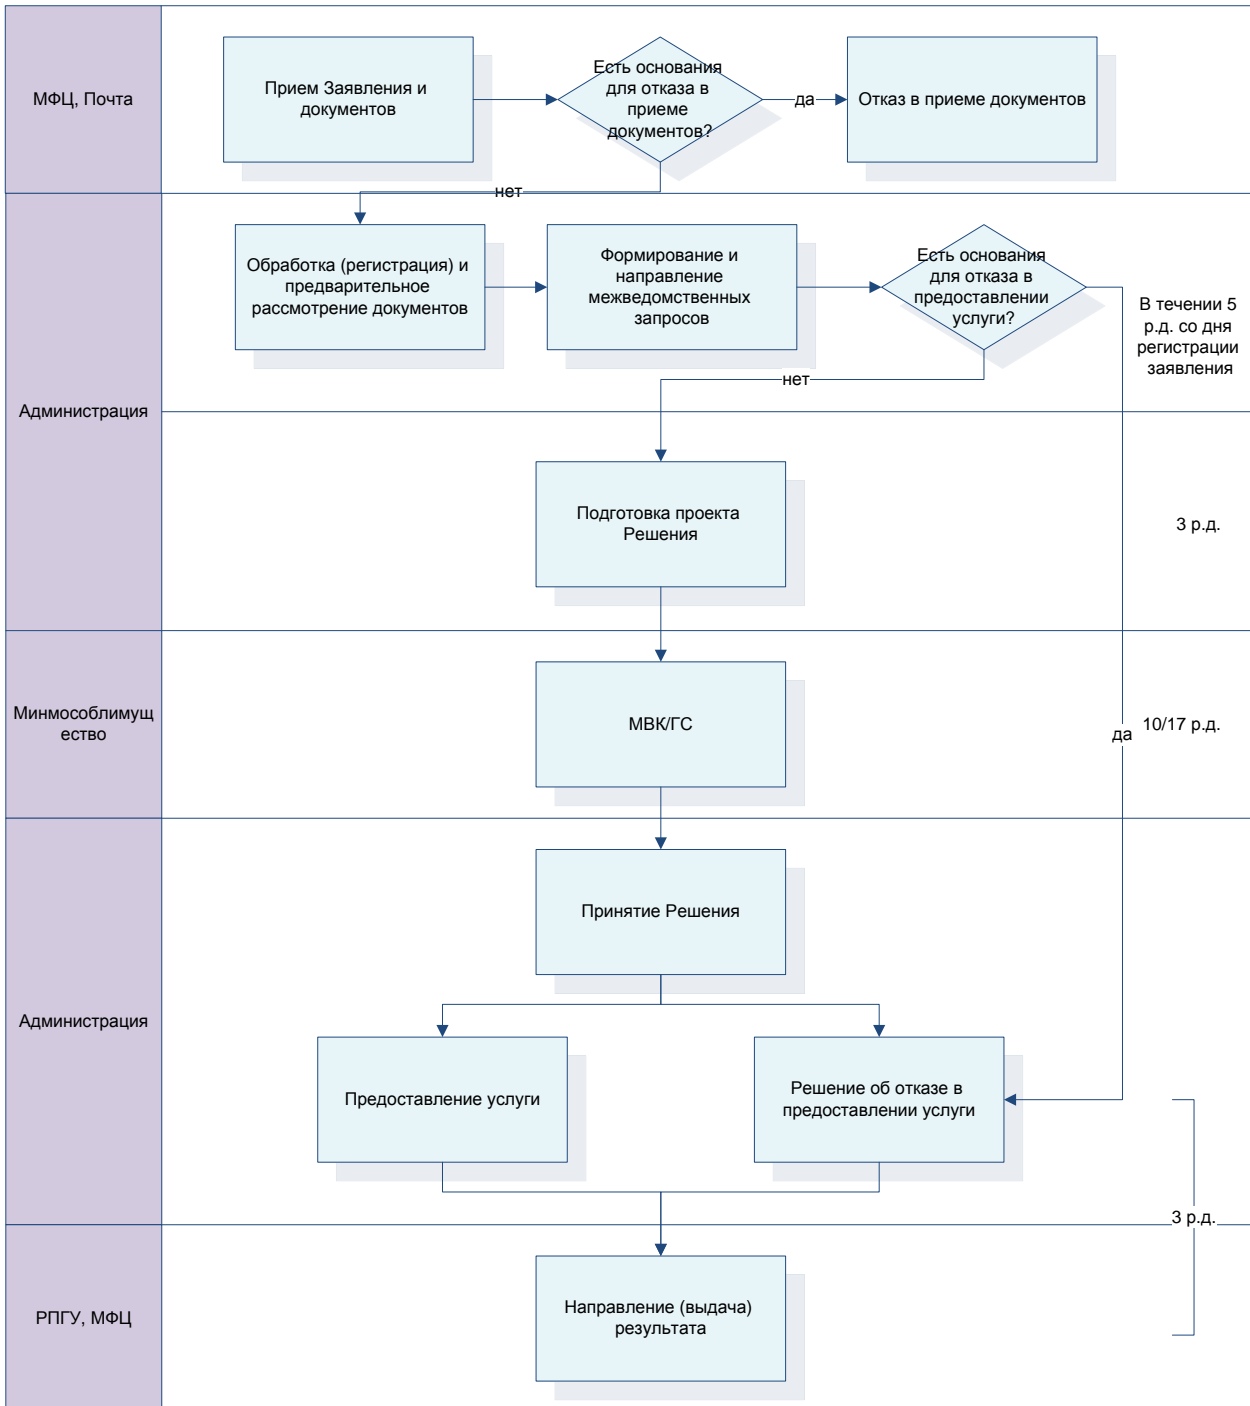 МФЦ, Почта
Прием Заявления и
документов
Есть основания
для отказа в
приеме
документов?
да
Отказ в приеме документов
нет
Администрация
Обработка (регистрация) и
предварительное
рассмотрение документов
Формирование и
направление
межведомственных
запросов
Есть основания
для отказа в
предоставлении
услуги?
В течении 5
р.д. со дня
регистрации
заявления
нет
Подготовка проекта
Решения
3 р.д.
Минмособлимущ
ество
МВК/ГС
да
10/17 р.д.
Администрация
Принятие Решения
Предоставление услуги
Решение об отказе в
предоставлении услуги
3 р.д.
РПГУ, МФЦ
Направление (выдача)
результата